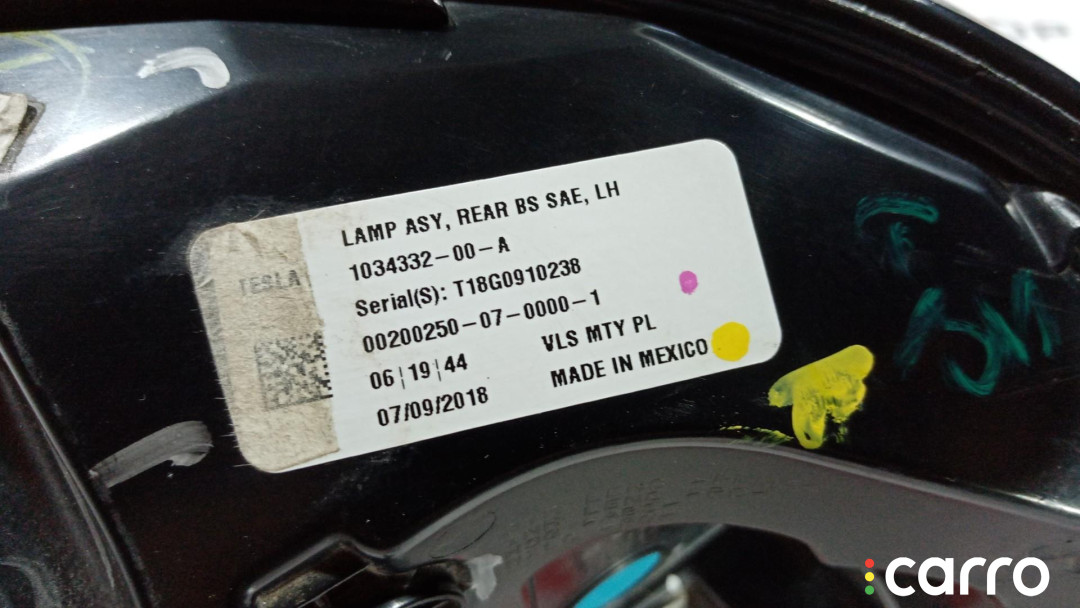 TESLA
LAMP ASY, REAR BS SAE, LH
1034332-00-A
Serial(S): T18G0910238
00200250-07-0000-1
06|19|44 VLS MTY PL
07/09/2018 MADE IN MEXICO
carro